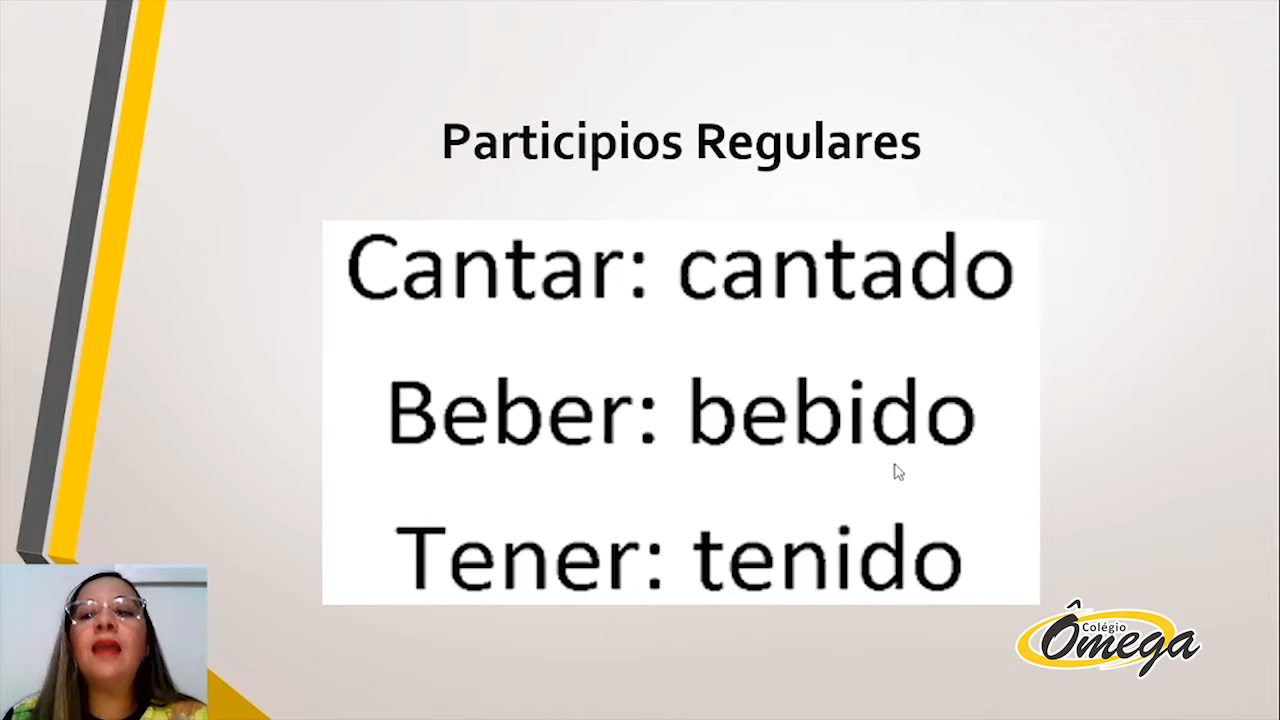 Participios Regulares
Cantar: cantado
Beber: bebido
Tener: tenido
Colégio
Ômega